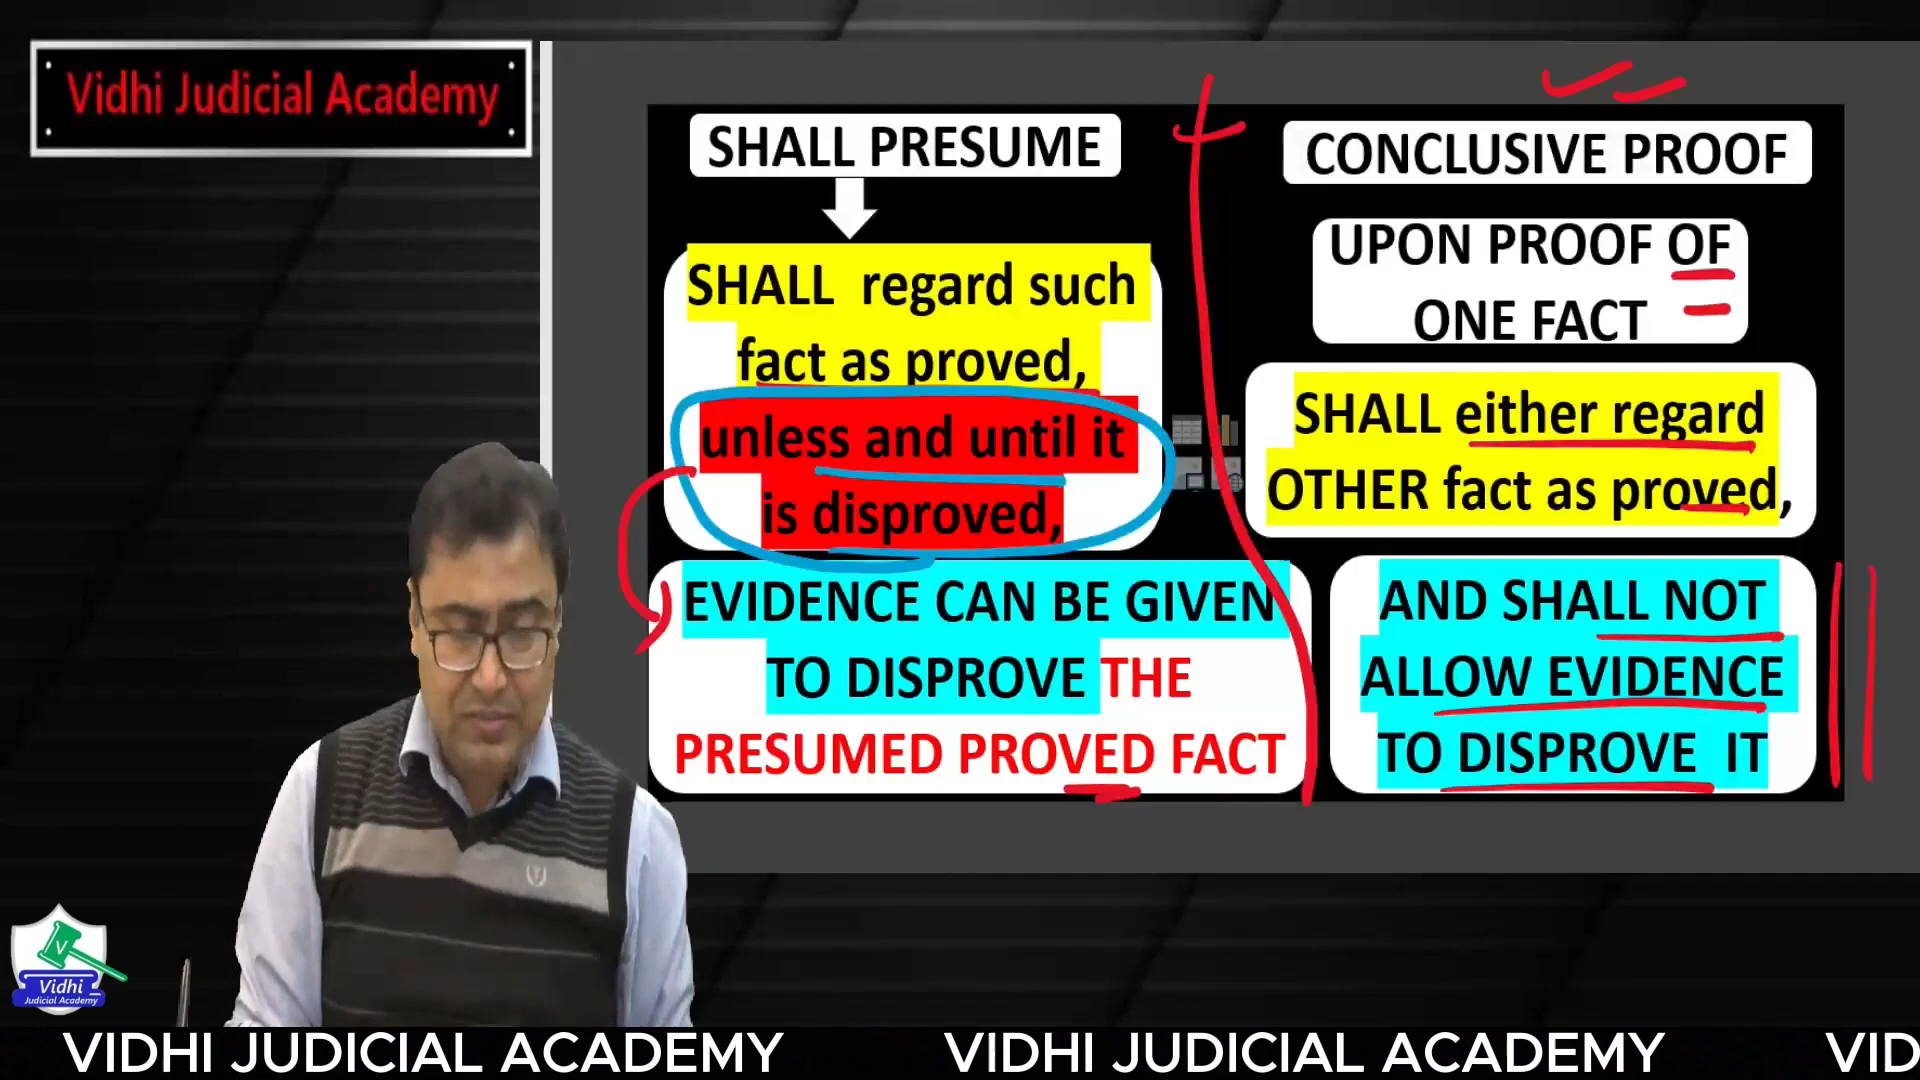 Vidhi Judicial Academy
SHALL PRESUME
SHALL regard such
fact as proved,
unless and until it
is disproved,
EVIDENCE CAN BE GIVEN
TO DISPROVE THE
PRESUMED PROVED FACT
CONCLUSIVE PROOF
UPON PROOF OF
ONE FACT
SHALL either regard
OTHER fact as proved,
AND SHALL NOT
ALLOW EVIDENCE
TO DISPROVE IT
V
Vidhi
Judicial Academy
VIDHI JUDICIAL ACADEMY VIDHI JUDICIAL ACADEMY VID